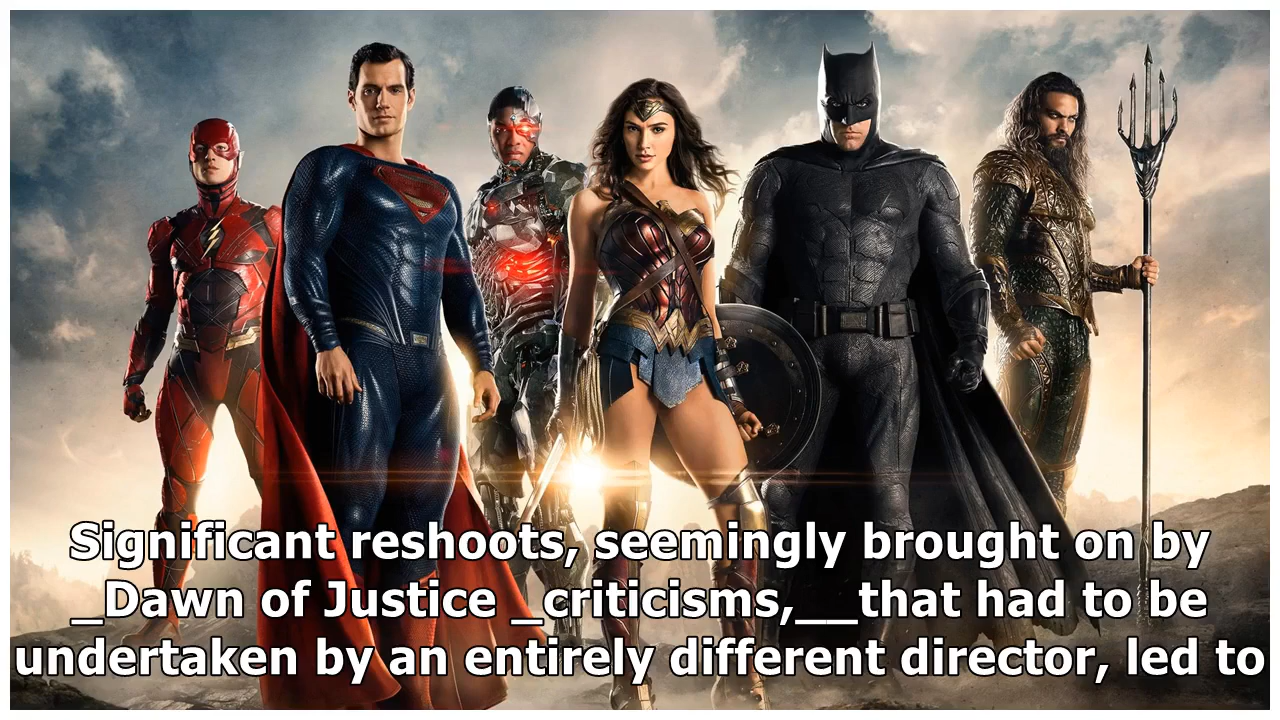 Significant reshoots, seemingly brought on by
_Dawn of Justice _criticisms,__that had to be
undertaken by an entirely different director, led to